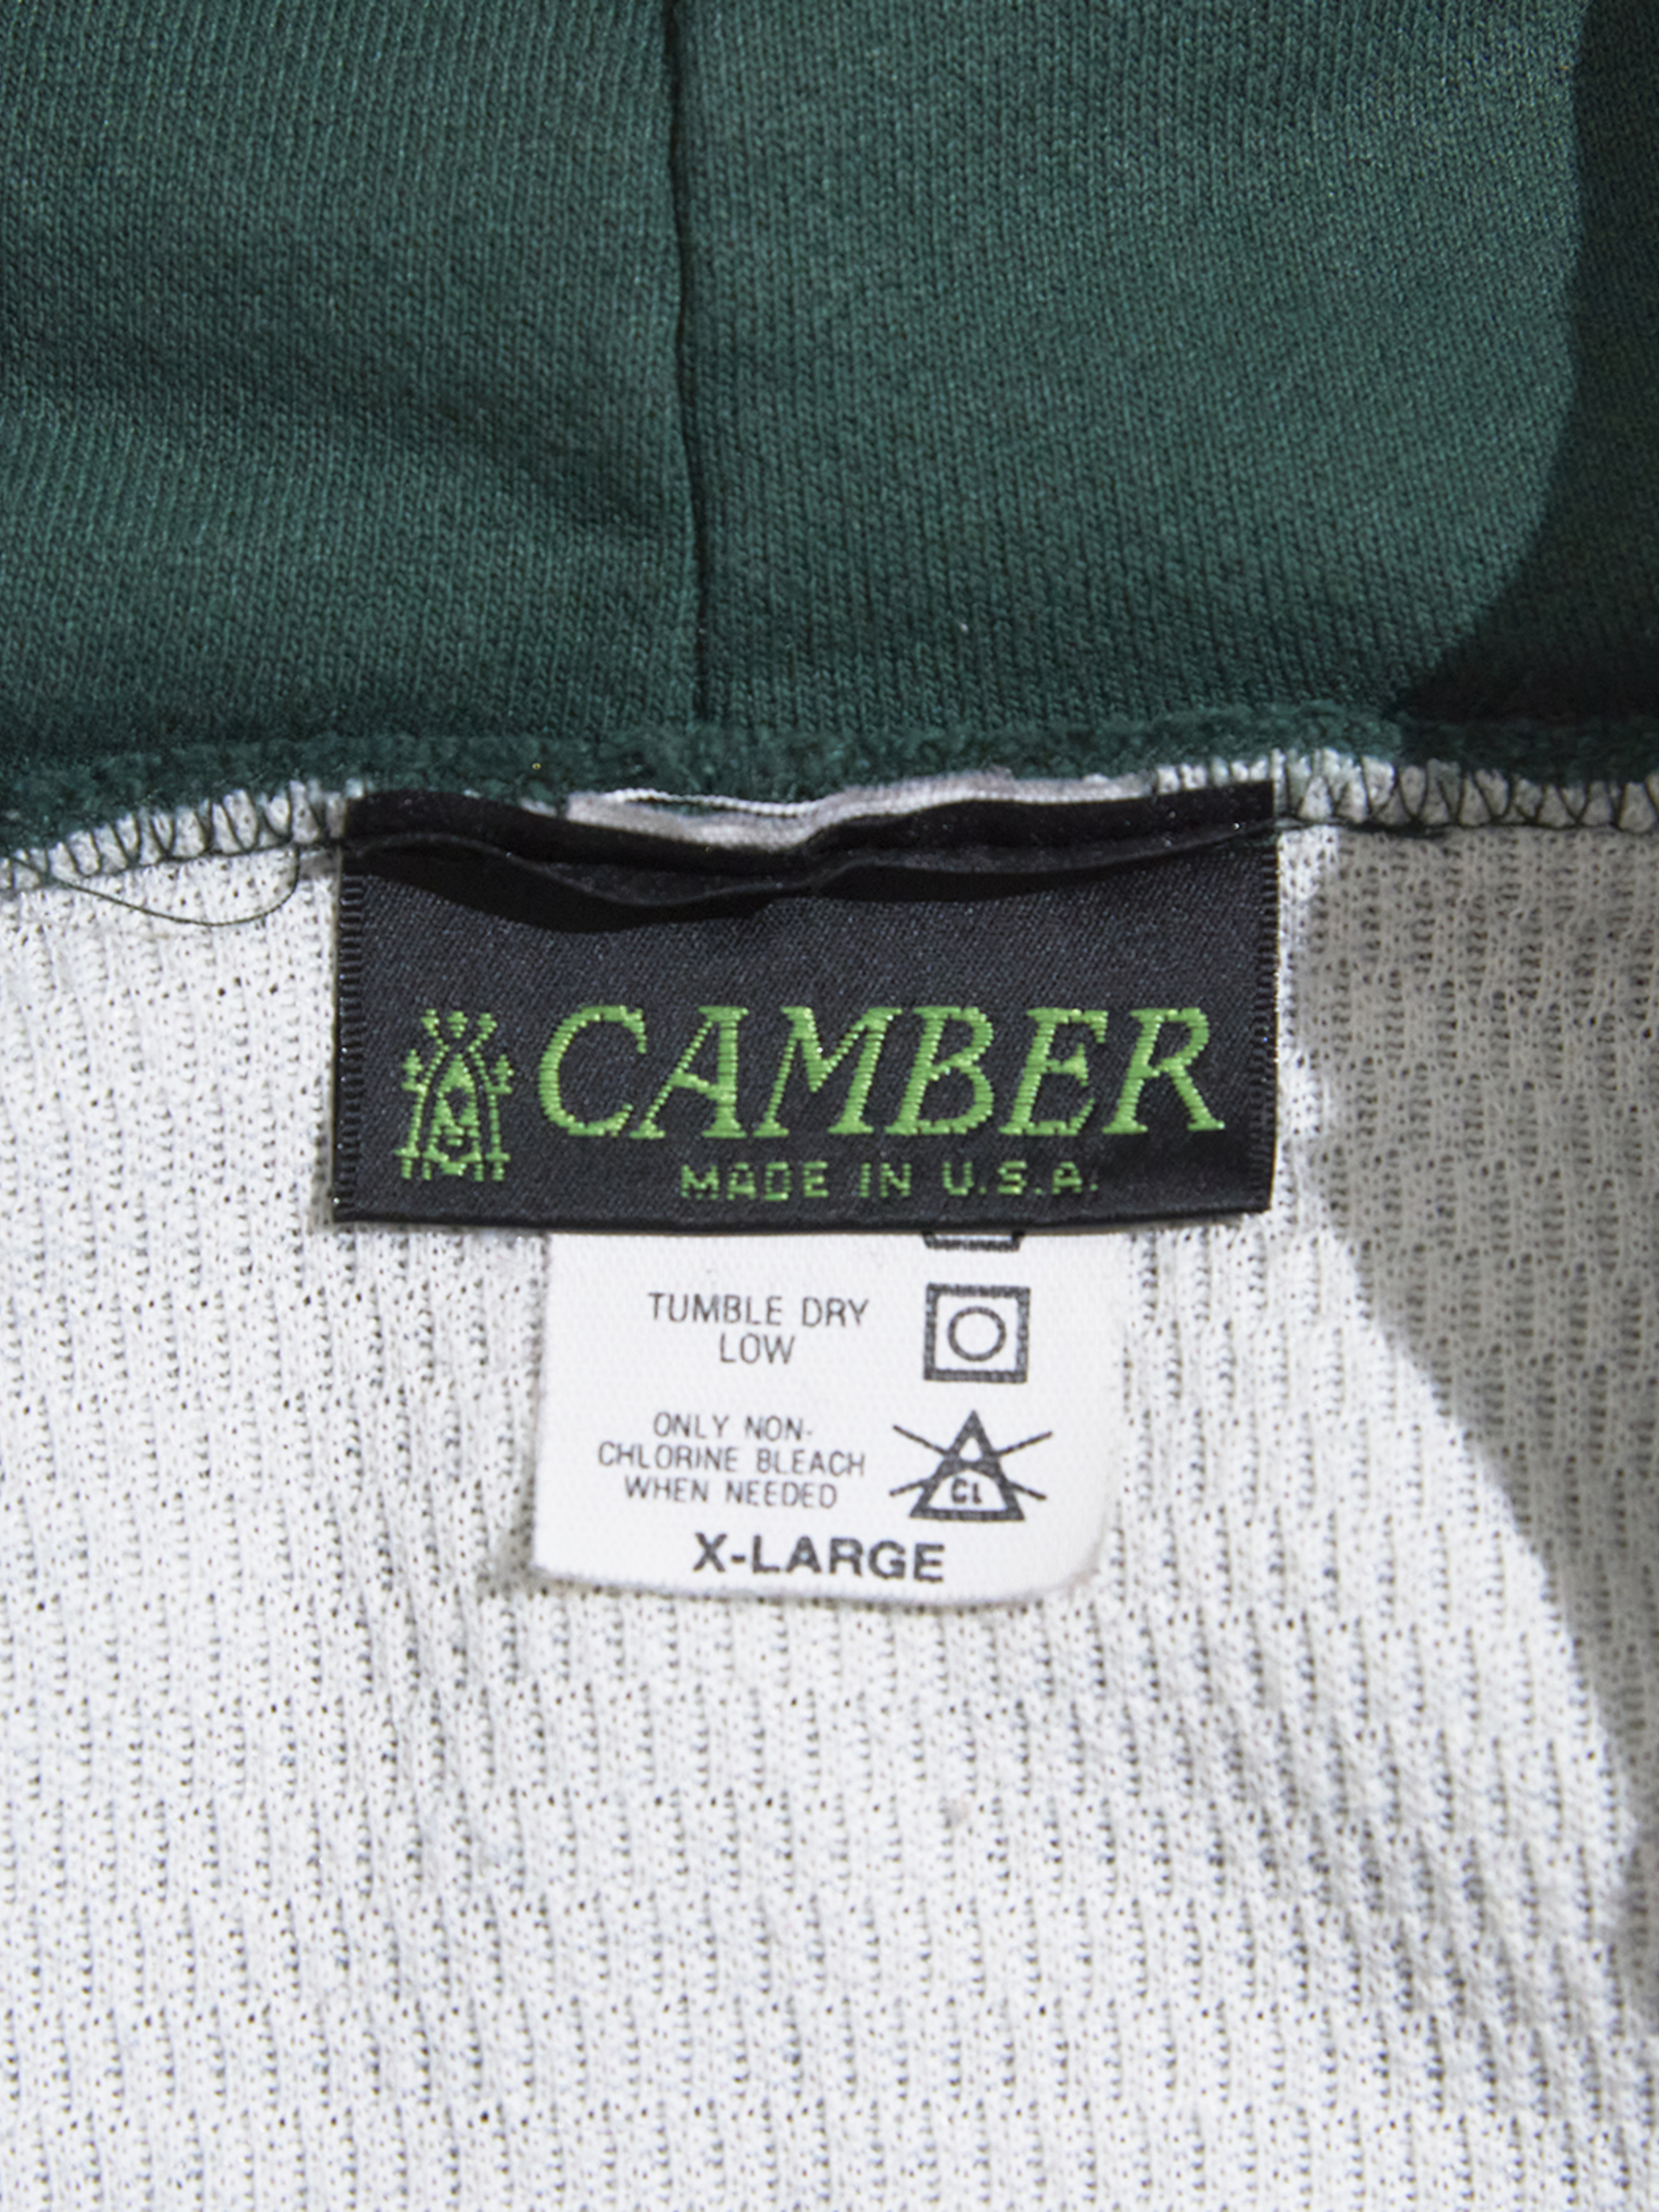 CAMBER
MADE IN U.S.A.
TUMBLE DRY
LOW
ONLY NON-
CHLORINE BLEACH
WHEN NEEDED
CL
X-LARGE